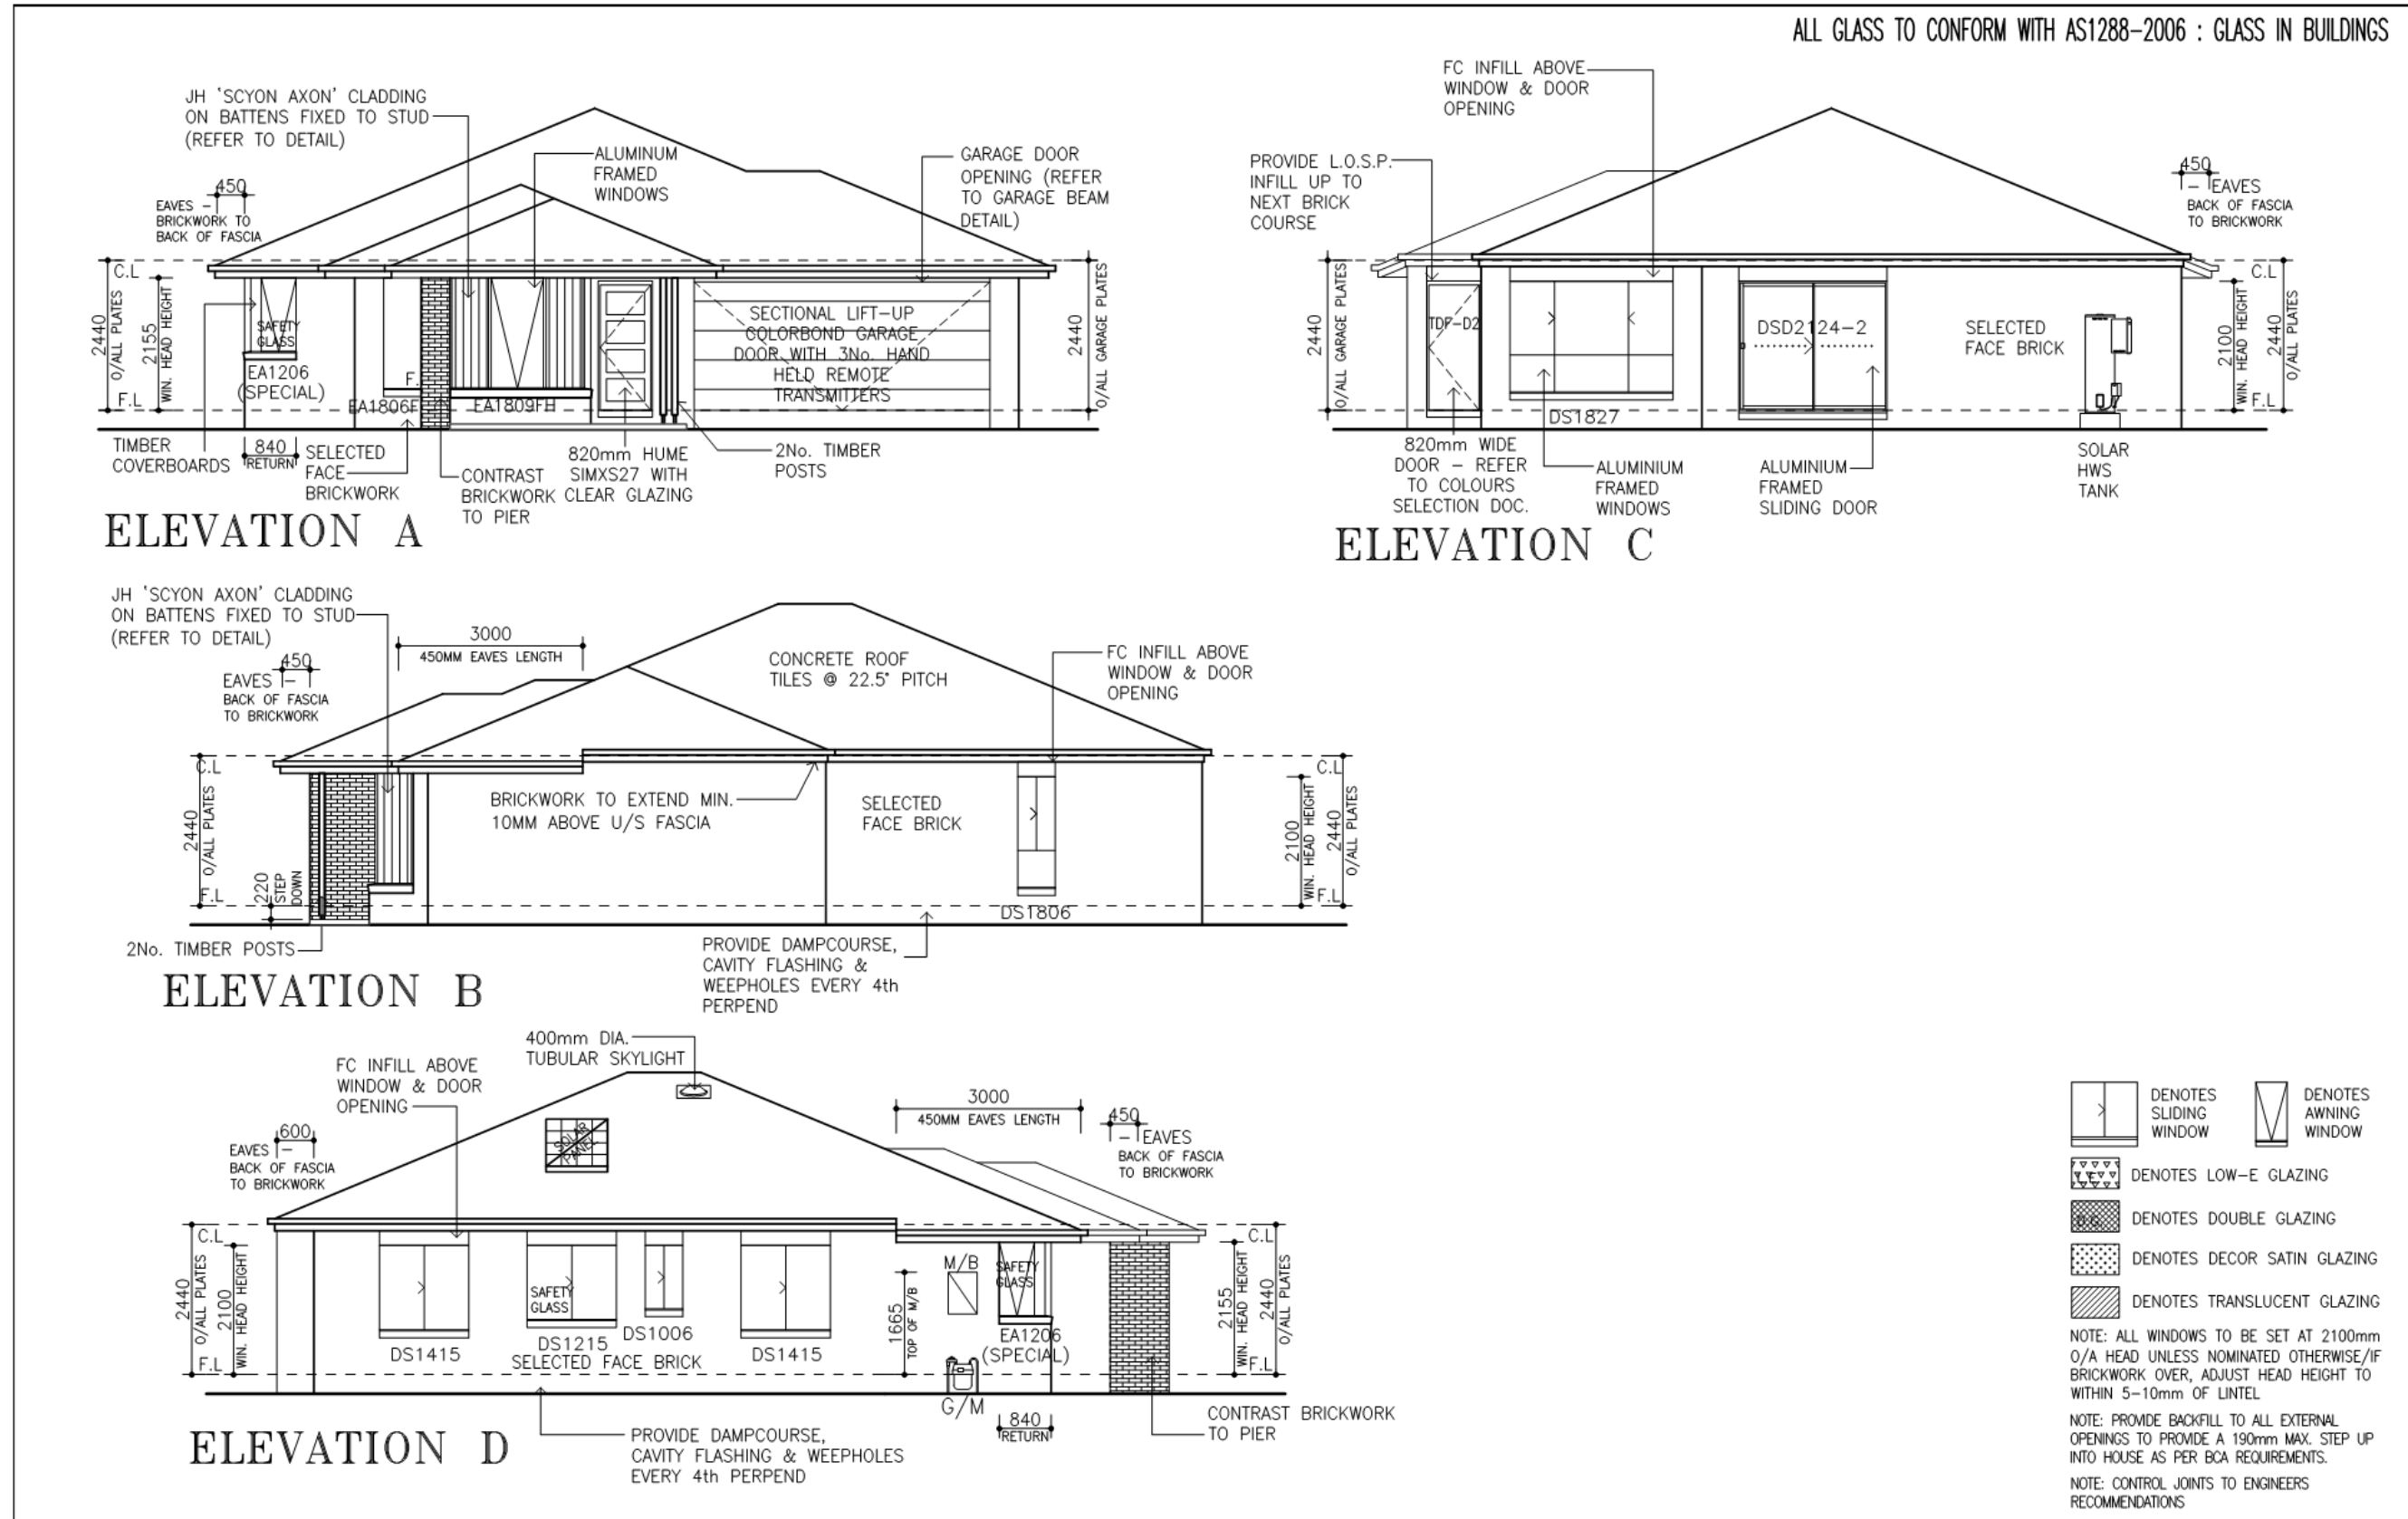 ALL GLASS TO CONFORM WITH AS1288-2006 : GLASS IN BUILDINGS
JH 'SCYON AXON' CLADDING
ON BATTENS FIXED TO STUD
(REFER TO DETAIL)
ALUMINUM
FRAMED
WINDOWS
GARAGE DOOR
OPENING (REFER
TO GARAGE BEAM
DETAIL)
450
EAVES -
BRICKWORK TO
BACK OF FASCIA
C.L
F.L
2440
O/ALL PLATES
2155
WIN. HEAD HEIGHT
SAFETY
GLASS
EA1206
(SPECIAL)
F.
EA1806F
EA1809FH
SECTIONAL LIFT-UP
COLORBOND GARAGE
DOOR WITH 3No. HAND
HELD REMOTE
TRANSMITTERS
2440
O/ALL GARAGE PLATES
TIMBER
COVERBOARDS
840
RETURN
SELECTED
FACE
BRICKWORK
CONTRAST
BRICKWORK
TO PIER
820mm HUME
SIMXS27 WITH
CLEAR GLAZING
2No. TIMBER
POSTS
ELEVATION A
FC INFILL ABOVE
WINDOW & DOOR
OPENING
PROVIDE L.O.S.P.
INFILL UP TO
NEXT BRICK
COURSE
450
- EAVES
BACK OF FASCIA
TO BRICKWORK
2440
O/ALL GARAGE PLATES
TDF-D2
DS1827
DSD2124-2
SELECTED
FACE BRICK
C.L
F.L
2100
WIN. HEAD HEIGHT
2440
O/ALL PLATES
820mm WIDE
DOOR - REFER
TO COLOURS
SELECTION DOC.
ALUMINIUM
FRAMED
WINDOWS
ALUMINIUM
FRAMED
SLIDING DOOR
SOLAR
HWS
TANK
ELEVATION C
JH 'SCYON AXON' CLADDING
ON BATTENS FIXED TO STUD
(REFER TO DETAIL)
450
EAVES -
BACK OF FASCIA
TO BRICKWORK
3000
450MM EAVES LENGTH
CONCRETE ROOF
TILES @ 22.5° PITCH
FC INFILL ABOVE
WINDOW & DOOR
OPENING
C.L
F.L
2440
O/ALL PLATES
220
STEP
DOWN
BRICKWORK TO EXTEND MIN.
10MM ABOVE U/S FASCIA
SELECTED
FACE BRICK
DS1806
C.L
F.L
2100
WIN. HEAD HEIGHT
2440
O/ALL PLATES
2No. TIMBER POSTS
PROVIDE DAMPCOURSE,
CAVITY FLASHING &
WEEPHOLES EVERY 4th
PERPEND
ELEVATION B
400mm DIA.
TUBULAR SKYLIGHT
FC INFILL ABOVE
WINDOW & DOOR
OPENING
600
EAVES -
BACK OF FASCIA
TO BRICKWORK
SOLAR
PANEL
3000
450MM EAVES LENGTH
450
- EAVES
BACK OF FASCIA
TO BRICKWORK
C.L
F.L
2440
O/ALL PLATES
2100
WIN. HEAD HEIGHT
DS1415
SAFETY
GLASS
DS1215
DS1006
SELECTED FACE BRICK
DS1415
1665
TOP OF M/B
M/B
SAFETY
GLASS
EA1206
(SPECIAL)
G/M
840
RETURN
C.L
F.L
2155
WIN. HEAD HEIGHT
2440
O/ALL PLATES
CONTRAST BRICKWORK
TO PIER
PROVIDE DAMPCOURSE,
CAVITY FLASHING & WEEPHOLES
EVERY 4th PERPEND
ELEVATION D
DENOTES
SLIDING
WINDOW
DENOTES
AWNING
WINDOW
DENOTES LOW-E GLAZING
D.G.
DENOTES DOUBLE GLAZING
DENOTES DECOR SATIN GLAZING
DENOTES TRANSLUCENT GLAZING
NOTE: ALL WINDOWS TO BE SET AT 2100mm
O/A HEAD UNLESS NOMINATED OTHERWISE/IF
BRICKWORK OVER, ADJUST HEAD HEIGHT TO
WITHIN 5-10mm OF LINTEL
NOTE: PROVIDE BACKFILL TO ALL EXTERNAL
OPENINGS TO PROVIDE A 190mm MAX. STEP UP
INTO HOUSE AS PER BCA REQUIREMENTS.
NOTE: CONTROL JOINTS TO ENGINEERS
RECOMMENDATIONS